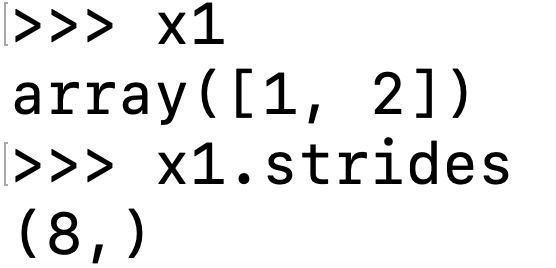 >>> x1
array([1, 2])
>>> x1.strides
(8,)